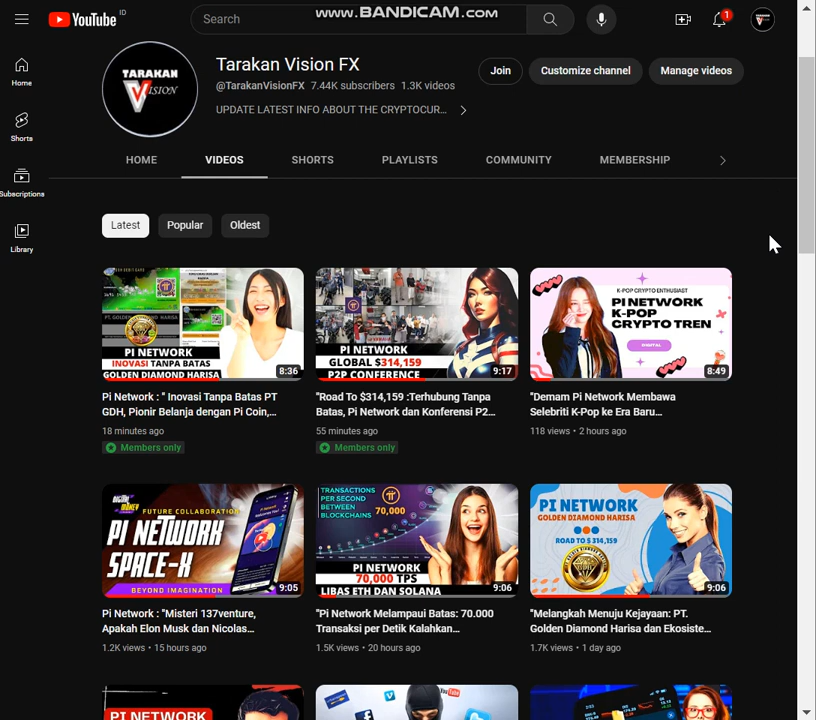 www.BANDICAM.com
YouTube ID
Search
1
Home
Shorts
Subscriptions
Library
TARAKAN
VISION
Tarakan Vision FX
@TarakanVisionFX 7.44K subscribers 1.3K videos
UPDATE LATEST INFO ABOUT THE CRYPTOCUR...
Join
Customize channel
Manage videos
HOME
VIDEOS
SHORTS
PLAYLISTS
COMMUNITY
MEMBERSHIP
Latest
Popular
Oldest
PT. GOLDEN DIAMOND HARISA
PI NETWORK
INOVASI TANPA BATAS
GOLDEN DIAMOND HARISA
8:36
Pi Network : " Inovasi Tanpa Batas PT
GDH, Pionir Belanja dengan Pi Coin,...
18 minutes ago
Members only
PI NETWORK
GLOBAL $314,159
P2P CONFERENCE
9:17
"Road To $314,159 :Terhubung Tanpa
Batas, Pi Network dan Konferensi P2...
55 minutes ago
Members only
K-POP CRYPTO ENTHUSIAST
PI NETWORK
K-POP
CRYPTO TREN
DIGITAL
8:49
"Demam Pi Network Membawa
Selebriti K-Pop ke Era Baru...
118 views • 2 hours ago
DIGITAL
MONEY
FUTURE COLLABORATION
PI NETWORK
SPACE-X
BEYOND IMAGINATION
9:05
Pi Network : "Misteri 137venture,
Apakah Elon Musk dan Nicolas...
1.2K views • 15 hours ago
TRANSACTIONS
PER SECOND
BETWEEN
BLOCKCHAINS
70,000
PI NETWORK
70,000 TPS
LIBAS ETH DAN SOLANA
9:06
"Pi Network Melampaui Batas: 70.000
Transaksi per Detik Kalahkan...
1.5K views • 20 hours ago
PI NETWORK
GOLDEN DIAMOND HARISA
ROAD TO $ 314,159
9:06
"Melangkah Menuju Kejayaan: PT.
Golden Diamond Harisa dan Ekosiste...
1.7K views • 1 day ago
PI NETWORK
YouTube